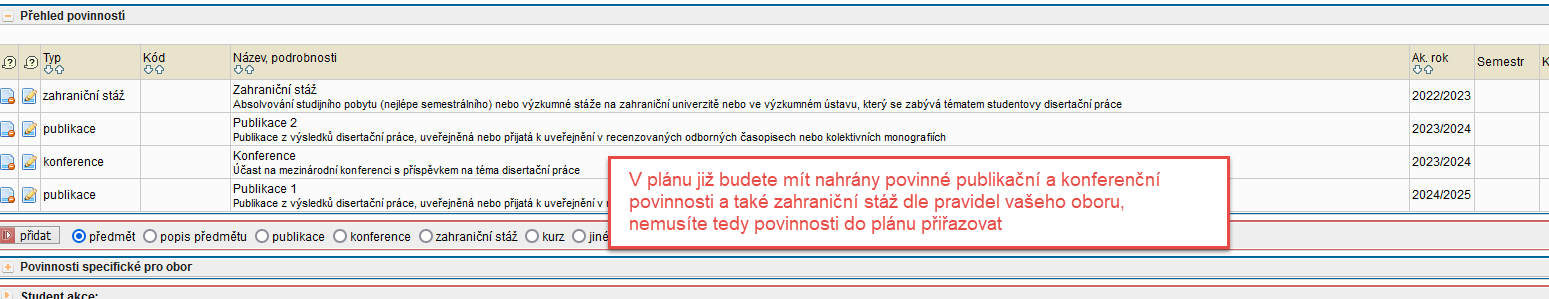 Přehled povinností
Typ Kód Název, podrobnosti Ak. rok Semestr K
zahraniční stáž Zahraniční stáž 2022/2023
Absolvování studijního pobytu (nejlépe semestrálního) nebo výzkumné stáže na zahraniční univerzitě nebo ve výzkumném ústavu, který se zabývá tématem studentovy disertační práce
publikace Publikace 2 2023/2024
Publikace z výsledků disertační práce, uveřejněná nebo přijatá k uveřejnění v recenzovaných odborných časopisech nebo kolektivních monografiích
konference Konference 2023/2024
Účast na mezinárodní konferenci s příspěvkem na téma disertační práce
publikace Publikace 1 2024/2025
Publikace z výsledků disertační práce, uveřejněná nebo přijatá k uveřejnění v
V plánu již budete mít nahrány povinné publikační a konferenční
povinnosti a také zahraniční stáž dle pravidel vašeho oboru,
nemusíte tedy povinnosti do plánu přiřazovat
přidat předmět popis předmětu publikace konference zahraniční stáž kurz jiné
Povinnosti specifické pro obor
Student akce: